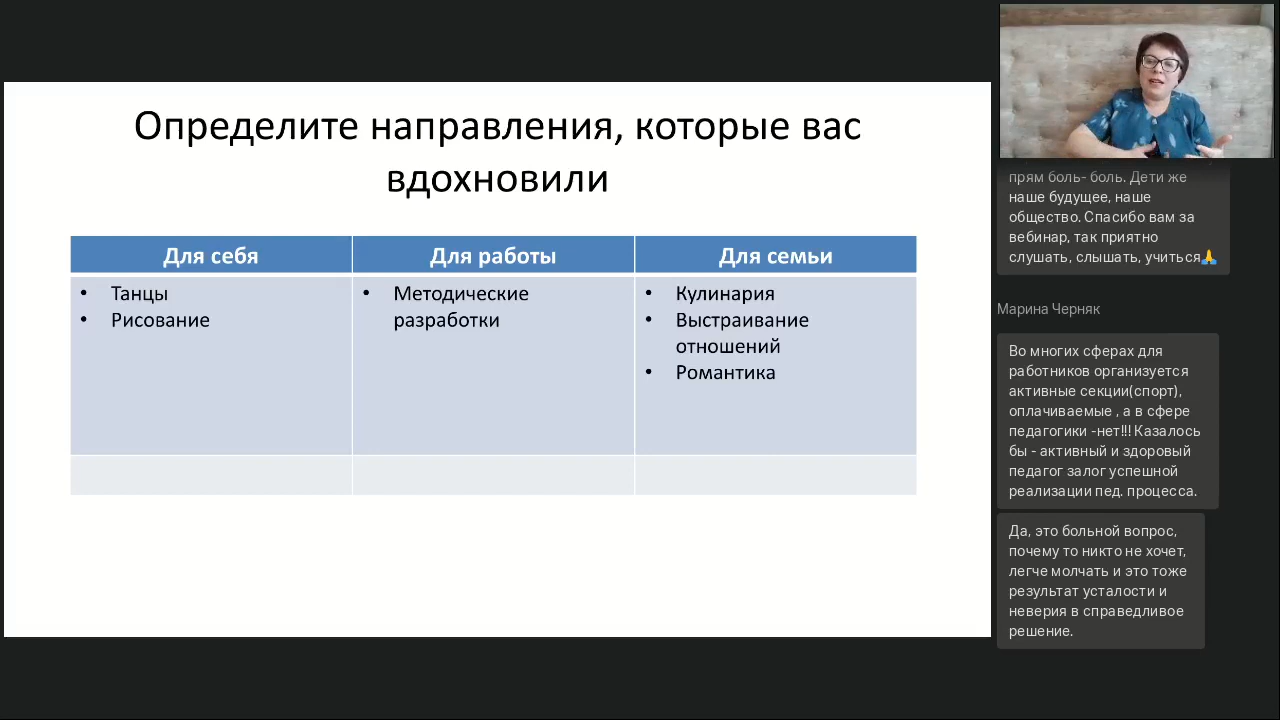 Определите направления, которые вас
вдохновили
Для себя
Для работы
Для семьи
• Танцы
• Рисование
• Методические
разработки
• Кулинария
• Выстраивание
отношений
• Романтика
прям боль- боль. Дети же
наше будущее, наше
общество. Спасибо вам за
вебинар, так приятно
слушать, слышать, учиться🙏
Марина Черняк
Во многих сферах для
работников организуется
активные секции(спорт),
оплачиваемые , а в сфере
педагогики -нет!!! Казалось
бы - активный и здоровый
педагог залог успешной
реализации пед. процесса.
Да, это больной вопрос,
почему то никто не хочет,
легче молчать и это тоже
результат усталости и
неверия в справедливое
решение.